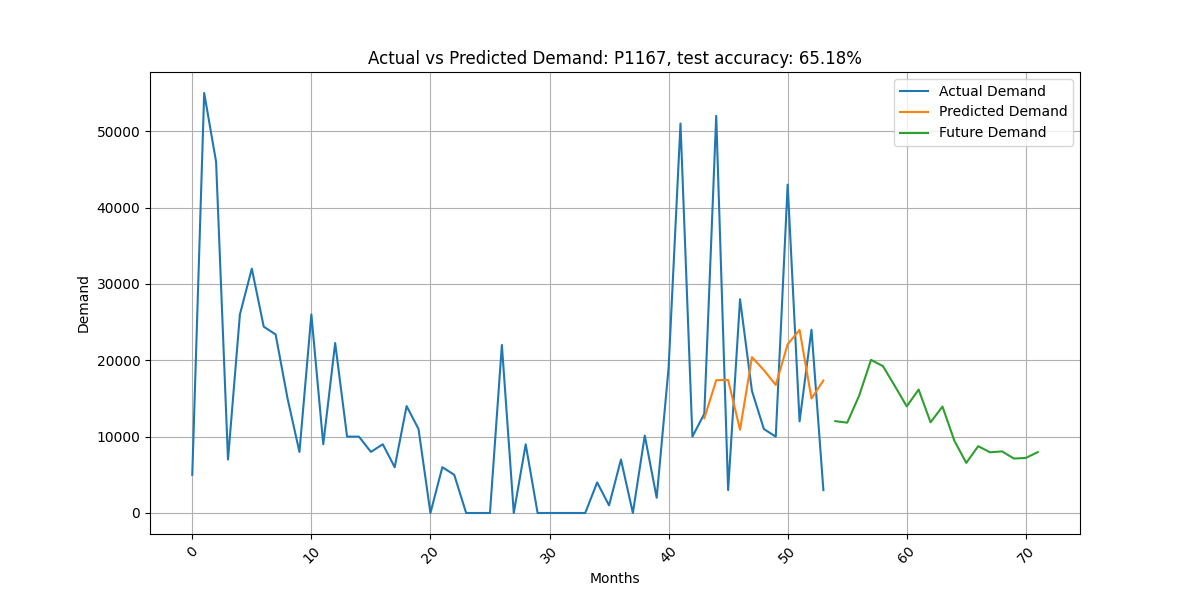 Actual vs Predicted Demand: P1167, test accuracy: 65.18%
Actual Demand
Predicted Demand
Future Demand
Demand
50000
40000
30000
20000
10000
0
0
10
20
30
40
50
60
70
Months